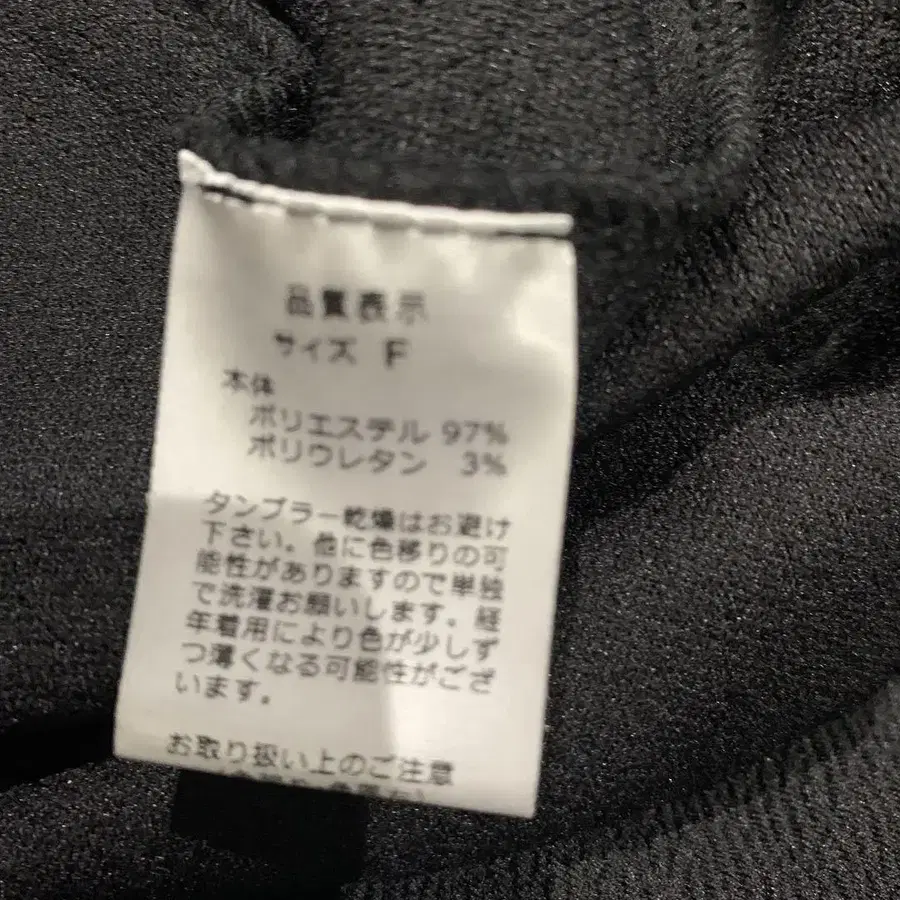 品質表示
サイズ F
本体
ポリエステル 97%
ポリウレタン 3%
タンブラー乾燥はお避け
下さい。他に色移りの可
能性がありますので単独
で洗濯お願いします。経
年着用により色が少しず
つ薄くなる可能性がござ
います。
お取り扱い上のご注意